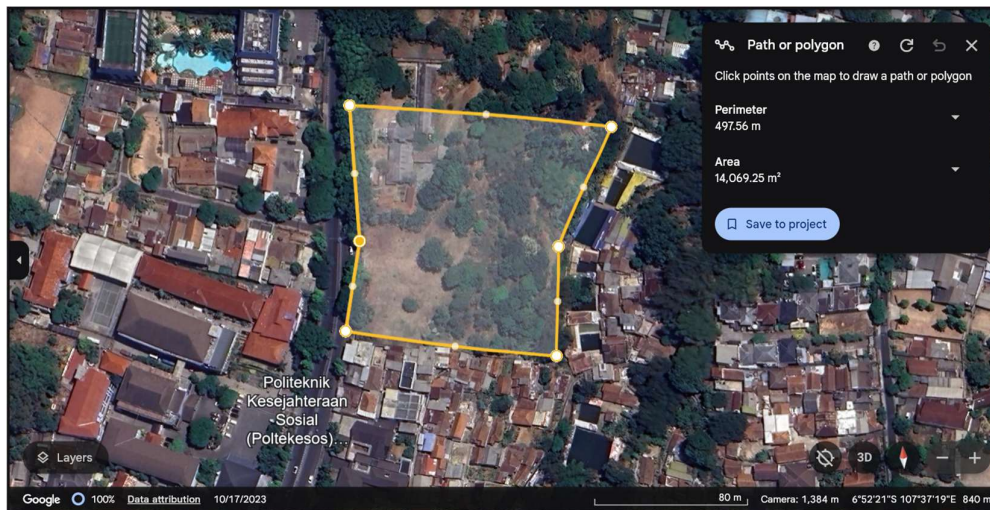 Path or polygon
Click points on the map to draw a path or polygon
Perimeter
497.56 m
Area
14,069.25 m²
Save to project
Politeknik
Kesejahteraan
Sosial
(Poltekesos)...
Layers
3D
Google 100% Data attribution 10/17/2023 80 m Camera: 1,384 m 6°52'21"S 107°37'19"E 840 m